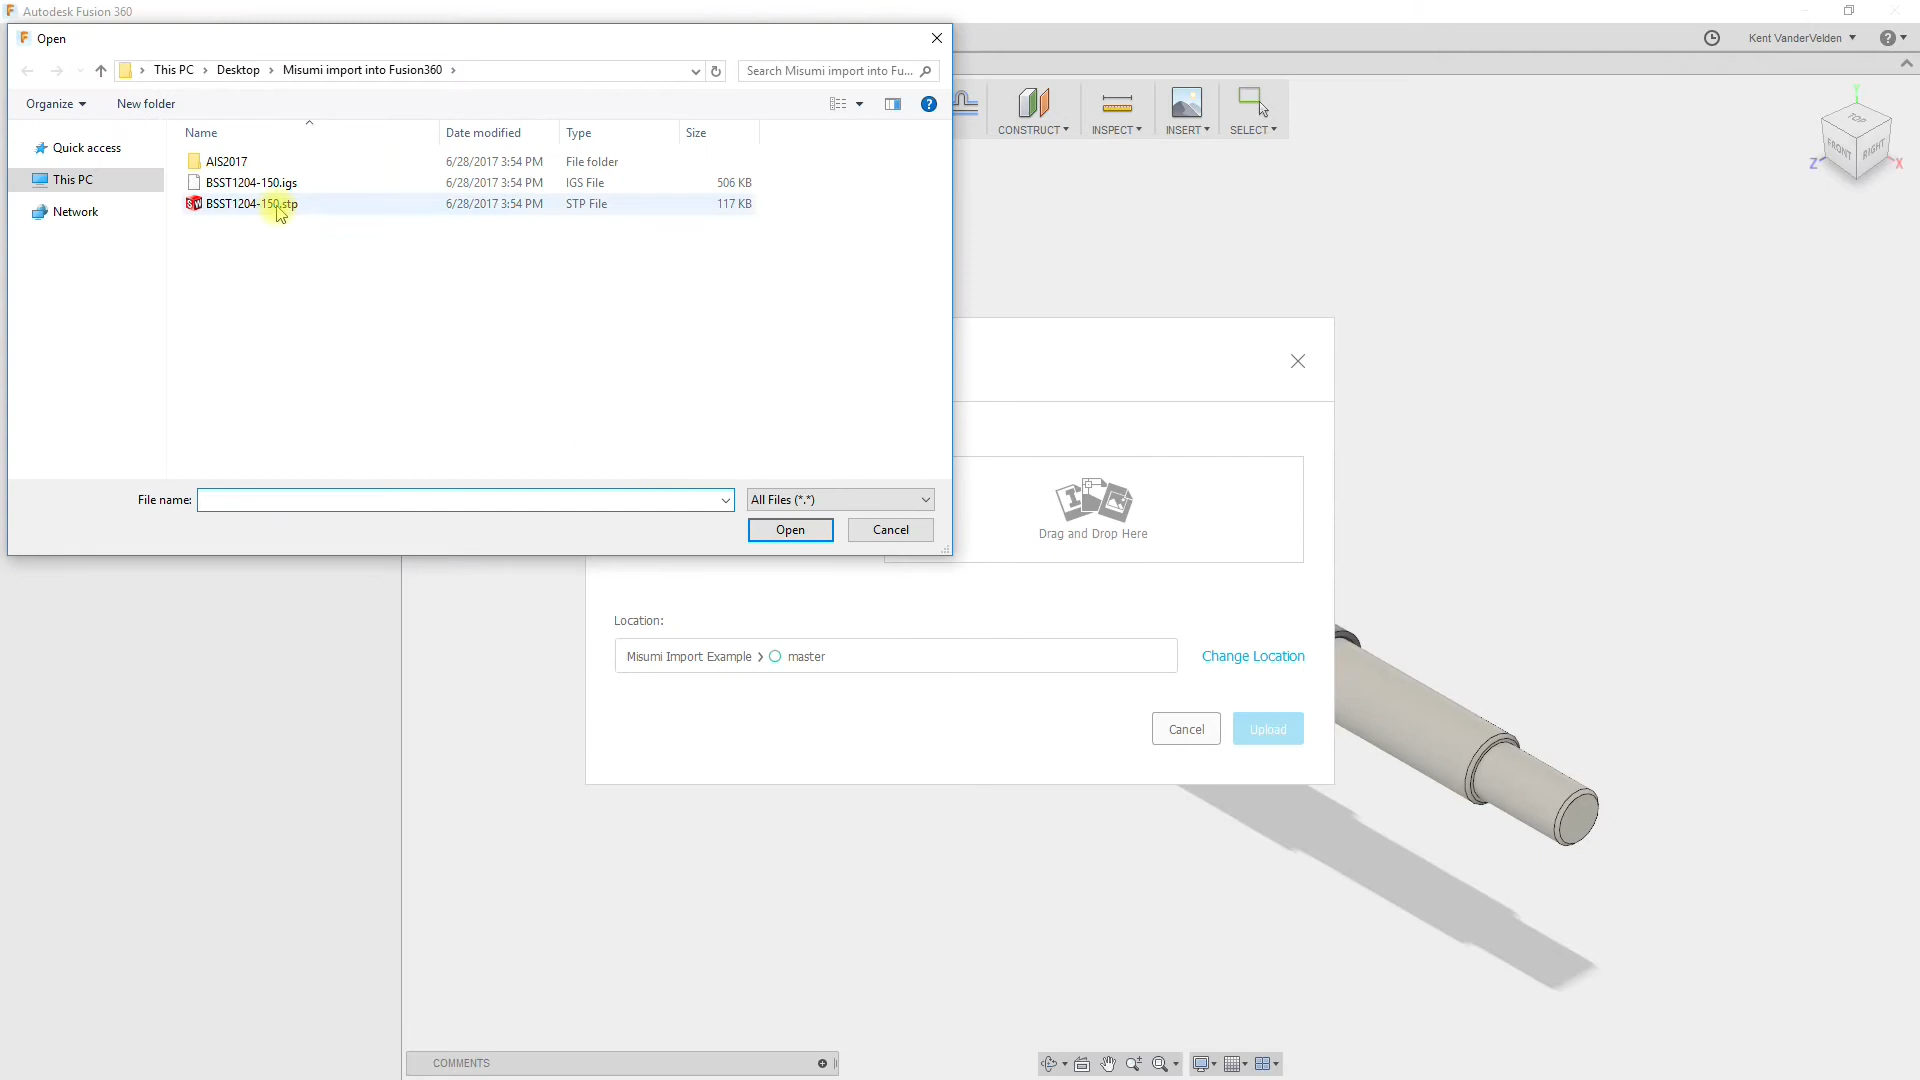 Autodesk Fusion 360
Open
Kent VanderVelden
This PC > Desktop > Misumi import into Fusion360 >
Search Misumi import into Fu...
Organize
New folder
CONSTRUCT
INSPECT
INSERT
SELECT
TOP
FRONT
RIGHT
Y
Z
X
Name Date modified Type Size
Quick access
This PC
Network
AIS2017 6/28/2017 3:54 PM File folder
BSST1204-150.igs 6/28/2017 3:54 PM IGS File 506 KB
BSST1204-150.stp 6/28/2017 3:54 PM STP File 117 KB
File name:
All Files (*.*)
Open
Cancel
Drag and Drop Here
Location:
Misumi Import Example > master
Change Location
Cancel
Upload
COMMENTS